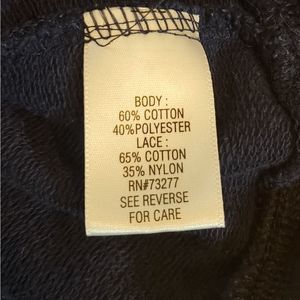 BODY :
60% COTTON
40%POLYESTER
LACE :
65% COTTON
35% NYLON
RN#73277
SEE REVERSE
FOR CARE